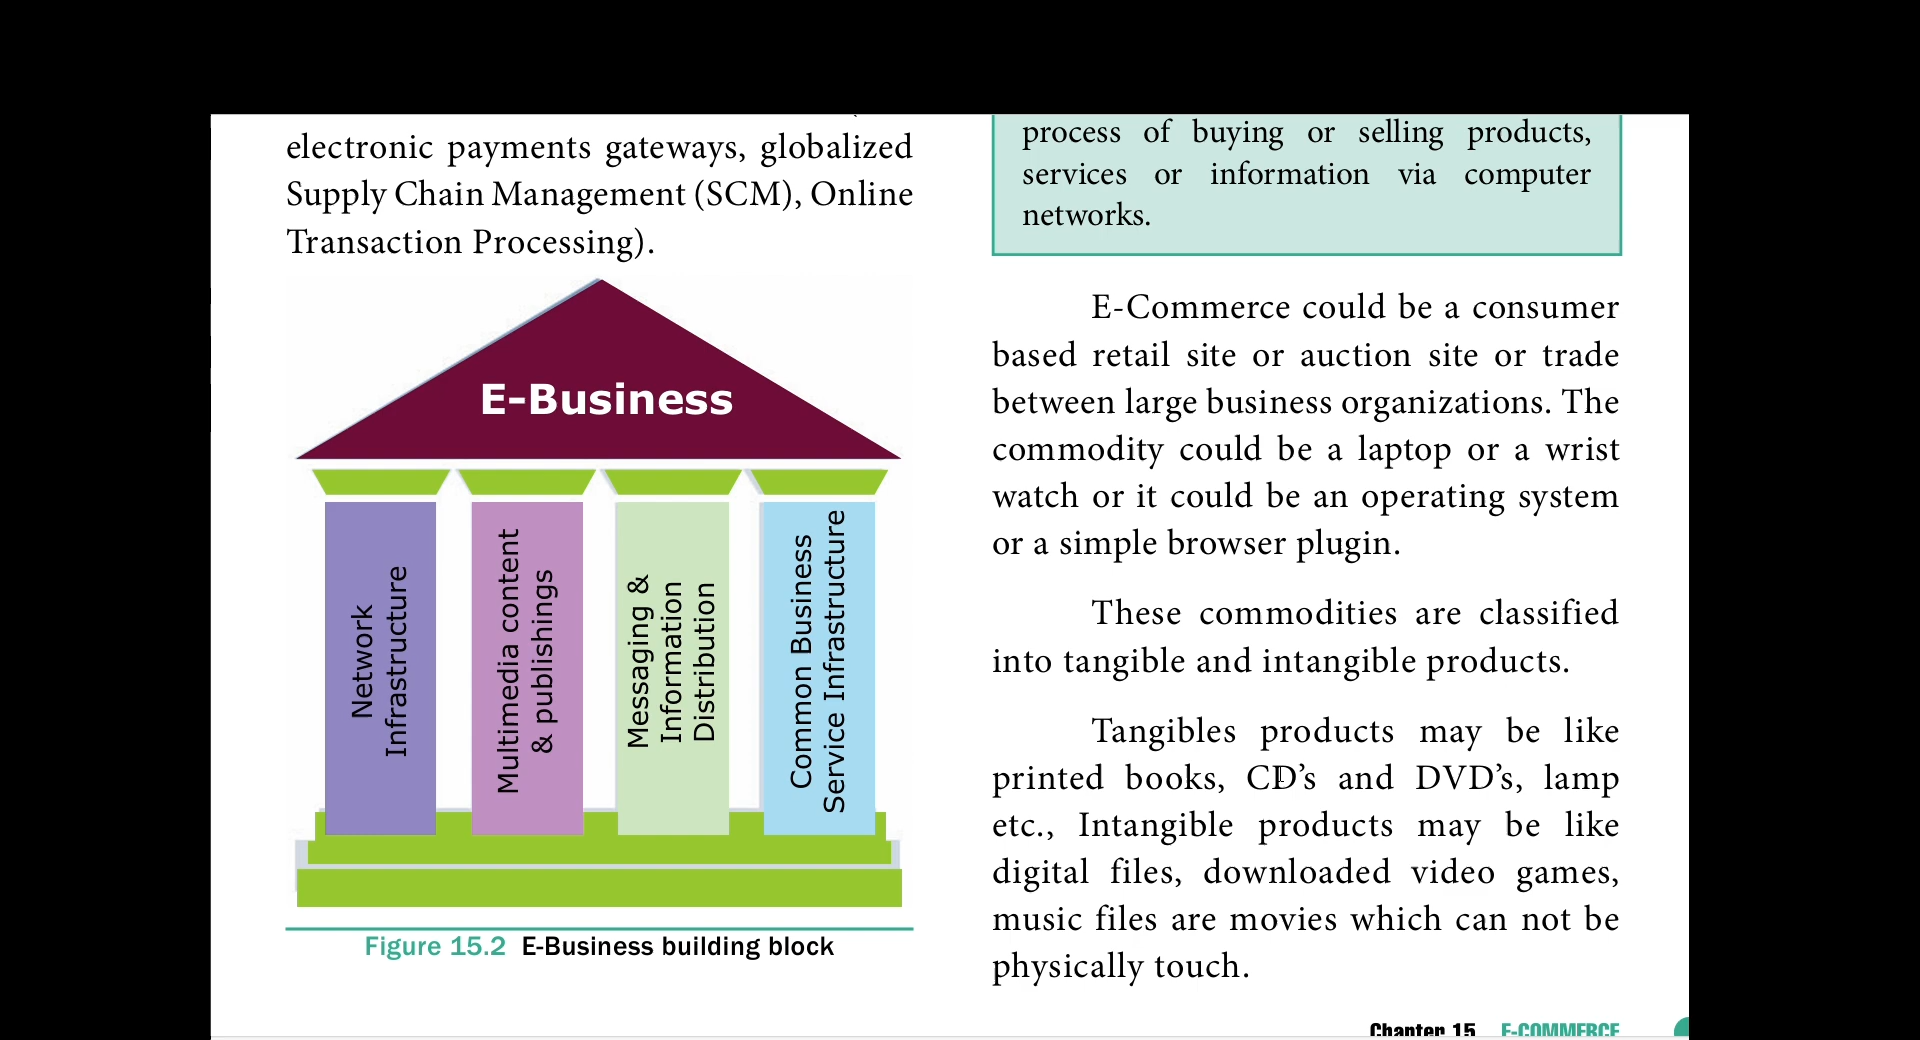 electronic payments gateways, globalized
Supply Chain Management (SCM), Online
Transaction Processing).
E-Business
Network
Infrastructure
Multimedia content
& publishings
Messaging &
Information
Distribution
Common Business
Service Infrastructure
Figure 15.2 E-Business building block
process of buying or selling products,
services or information via computer
networks.
E-Commerce could be a consumer
based retail site or auction site or trade
between large business organizations. The
commodity could be a laptop or a wrist
watch or it could be an operating system
or a simple browser plugin.
These commodities are classified
into tangible and intangible products.
Tangibles products may be like
printed books, CD’s and DVD’s, lamp
etc., Intangible products may be like
digital files, downloaded video games,
music files are movies which can not be
physically touch.
Chapter 15 E-COMMERCE